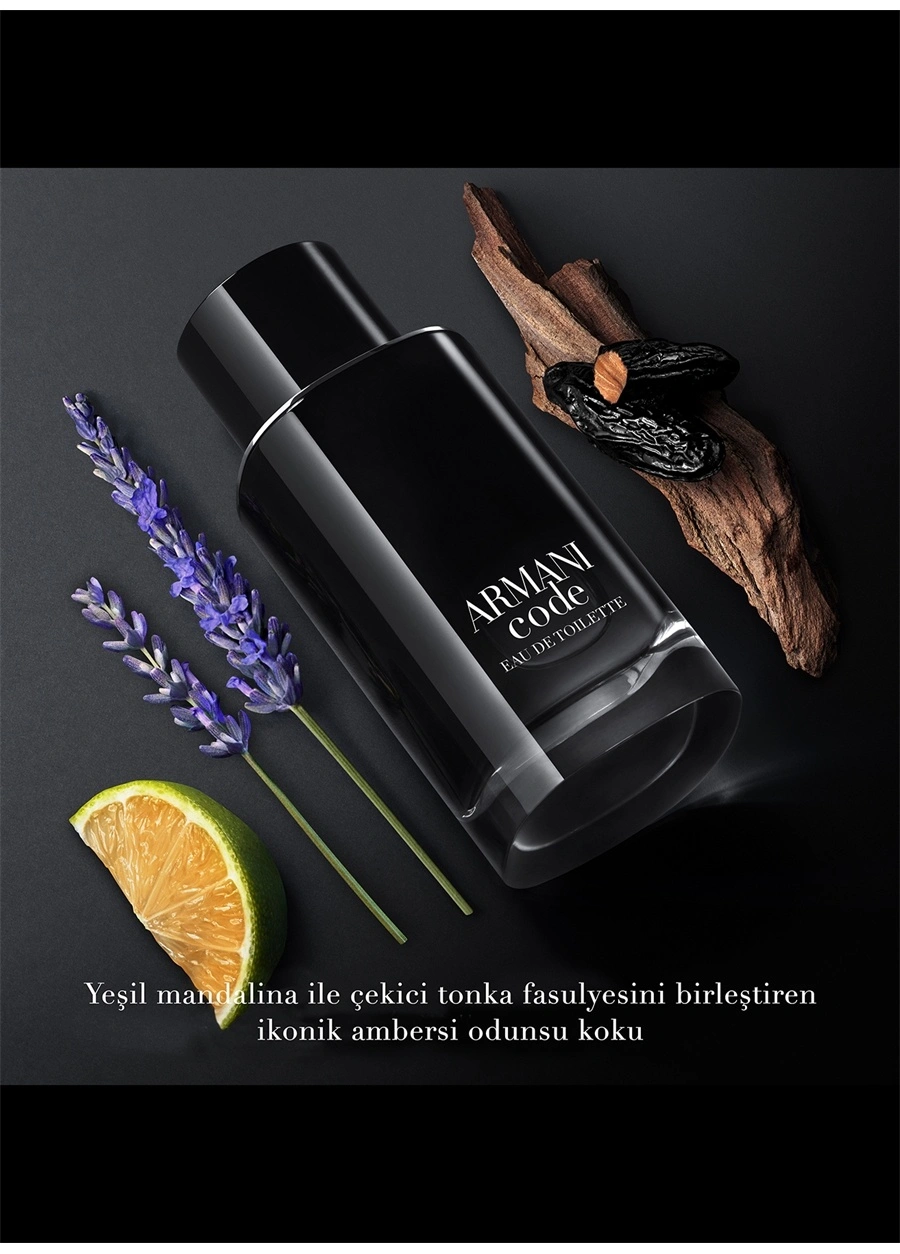 ARMANI
code
EAU DE TOILETTE
Yeşil mandalina ile çekici tonka fasulyesini birleştiren
ikonik ambersi odunsu koku